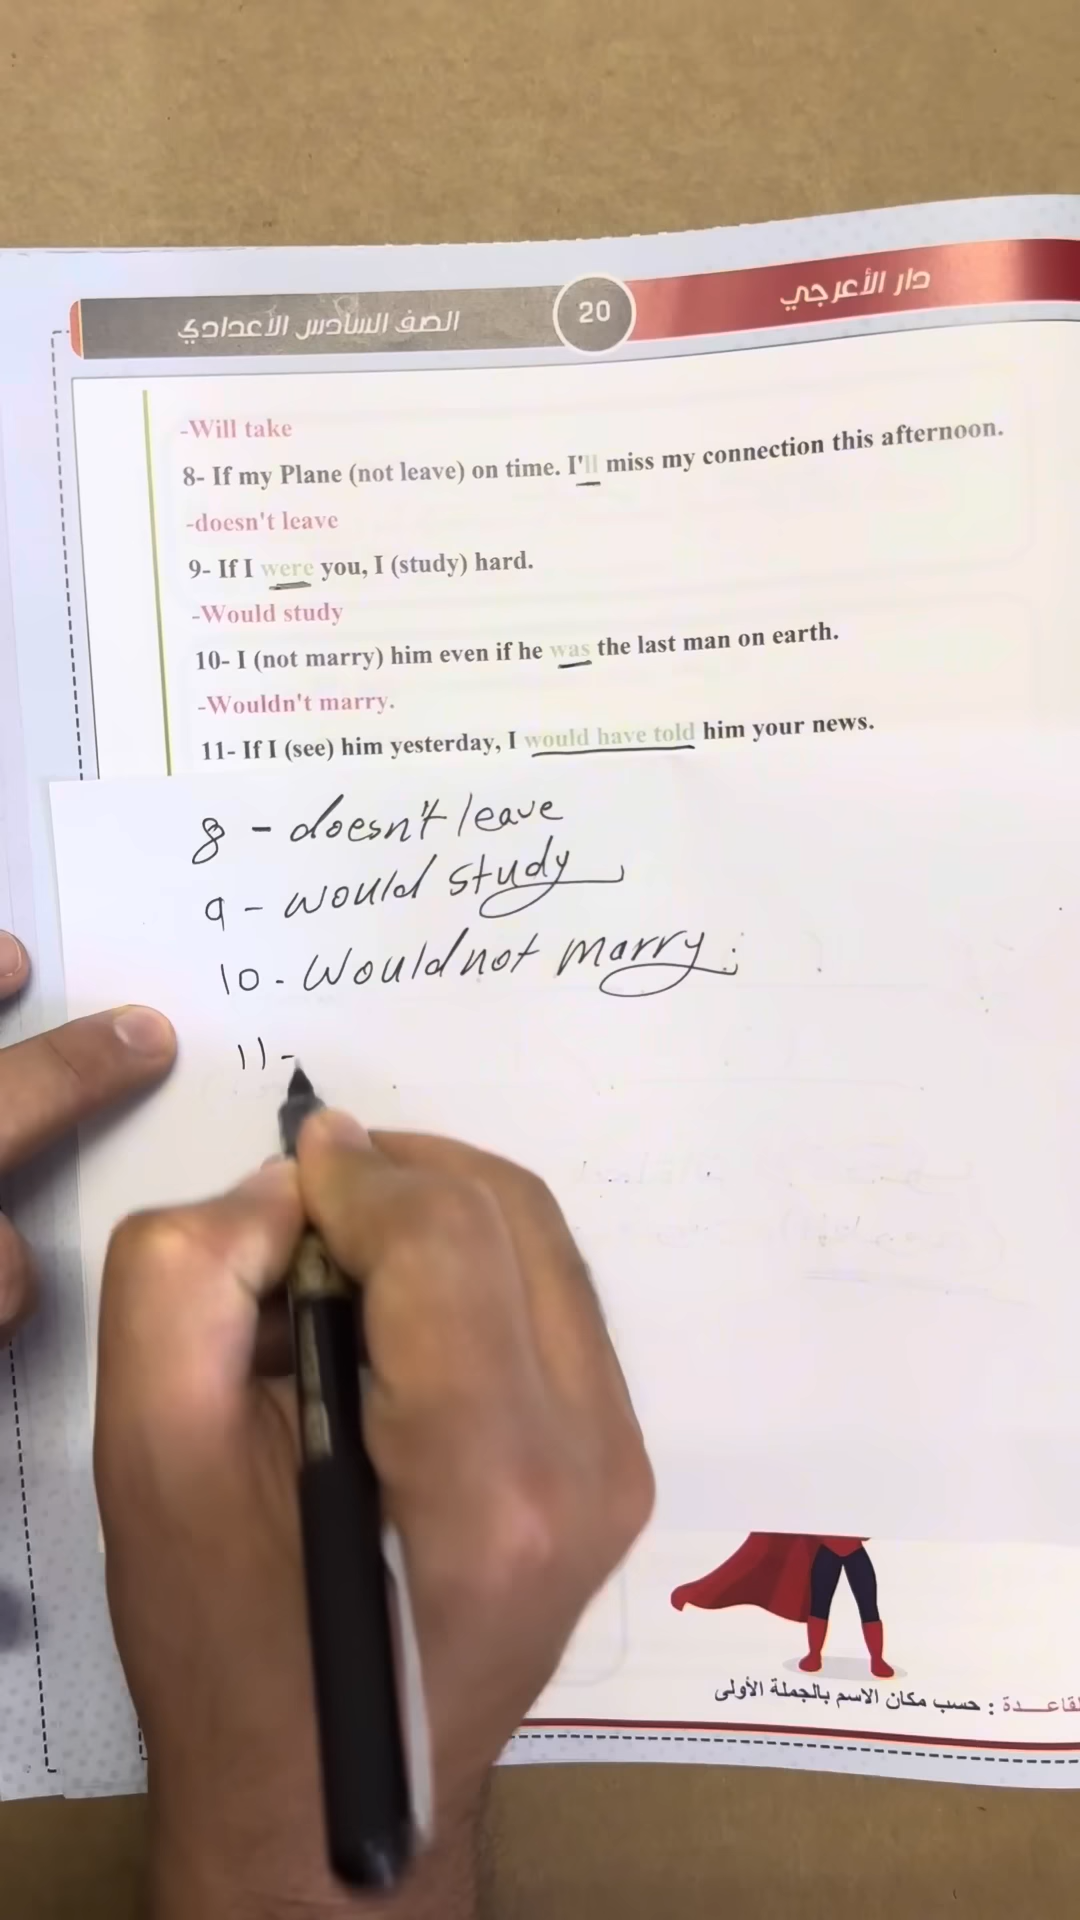 الصف السادس الأعدادي
20
دار الأعرجي
-Will take
8- If my Plane (not leave) on time. I'll miss my connection this afternoon.
-doesn't leave
9- If I were you, I (study) hard.
-Would study
10- I (not marry) him even if he was the last man on earth.
-Wouldn't marry.
11- If I (see) him yesterday, I would have told him your news.
8 - doesn't leave
9 - would study
10 - Would not marry.
11 -
القاعدة : حسب مكان الاسم بالجملة الأولى